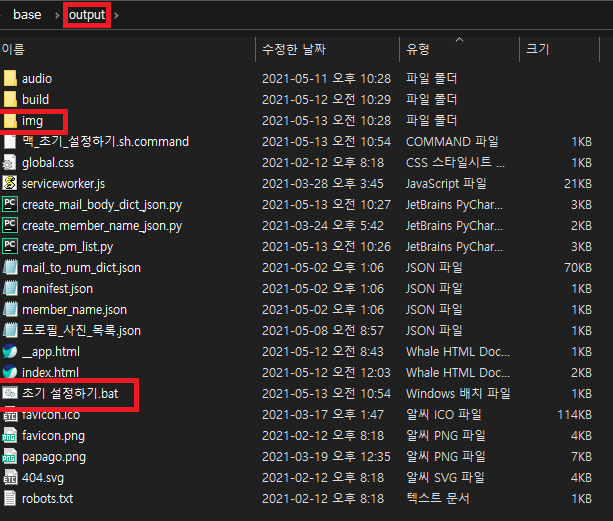 base > output >
이름 수정한 날짜 유형 크기
audio 2021-05-11 오후 10:28 파일 폴더
build 2021-05-12 오전 10:29 파일 폴더
img 2021-05-13 오전 10:28 파일 폴더
맥_초기_설정하기.sh.command 2021-05-13 오전 10:54 COMMAND 파일 1KB
global.css 2021-02-12 오후 8:18 CSS 스타일시트 ... 1KB
serviceworker.js 2021-03-28 오후 3:45 JavaScript 파일 21KB
create_mail_body_dict_json.py 2021-05-13 오전 10:27 JetBrains PyChar... 3KB
create_member_name_json.py 2021-03-24 오후 5:42 JetBrains PyChar... 2KB
create_pm_list.py 2021-05-13 오전 10:26 JetBrains PyChar... 3KB
mail_to_num_dict.json 2021-05-02 오후 1:06 JSON 파일 70KB
manifest.json 2021-05-02 오후 1:06 JSON 파일 1KB
member_name.json 2021-05-02 오후 1:06 JSON 파일 1KB
프로필_사진_목록.json 2021-05-08 오전 8:57 JSON 파일 1KB
__app.html 2021-05-12 오전 8:43 Whale HTML Doc... 1KB
index.html 2021-05-12 오전 12:03 Whale HTML Doc... 2KB
초기 설정하기.bat 2021-05-13 오전 10:54 Windows 배치 파일 1KB
favicon.ico 2021-03-17 오후 1:47 알씨 ICO 파일 114KB
favicon.png 2021-02-12 오후 8:18 알씨 PNG 파일 4KB
papago.png 2021-03-19 오후 12:35 알씨 PNG 파일 7KB
404.svg 2021-02-12 오후 8:18 알씨 SVG 파일 4KB
robots.txt 2021-02-12 오후 8:18 텍스트 문서 1KB